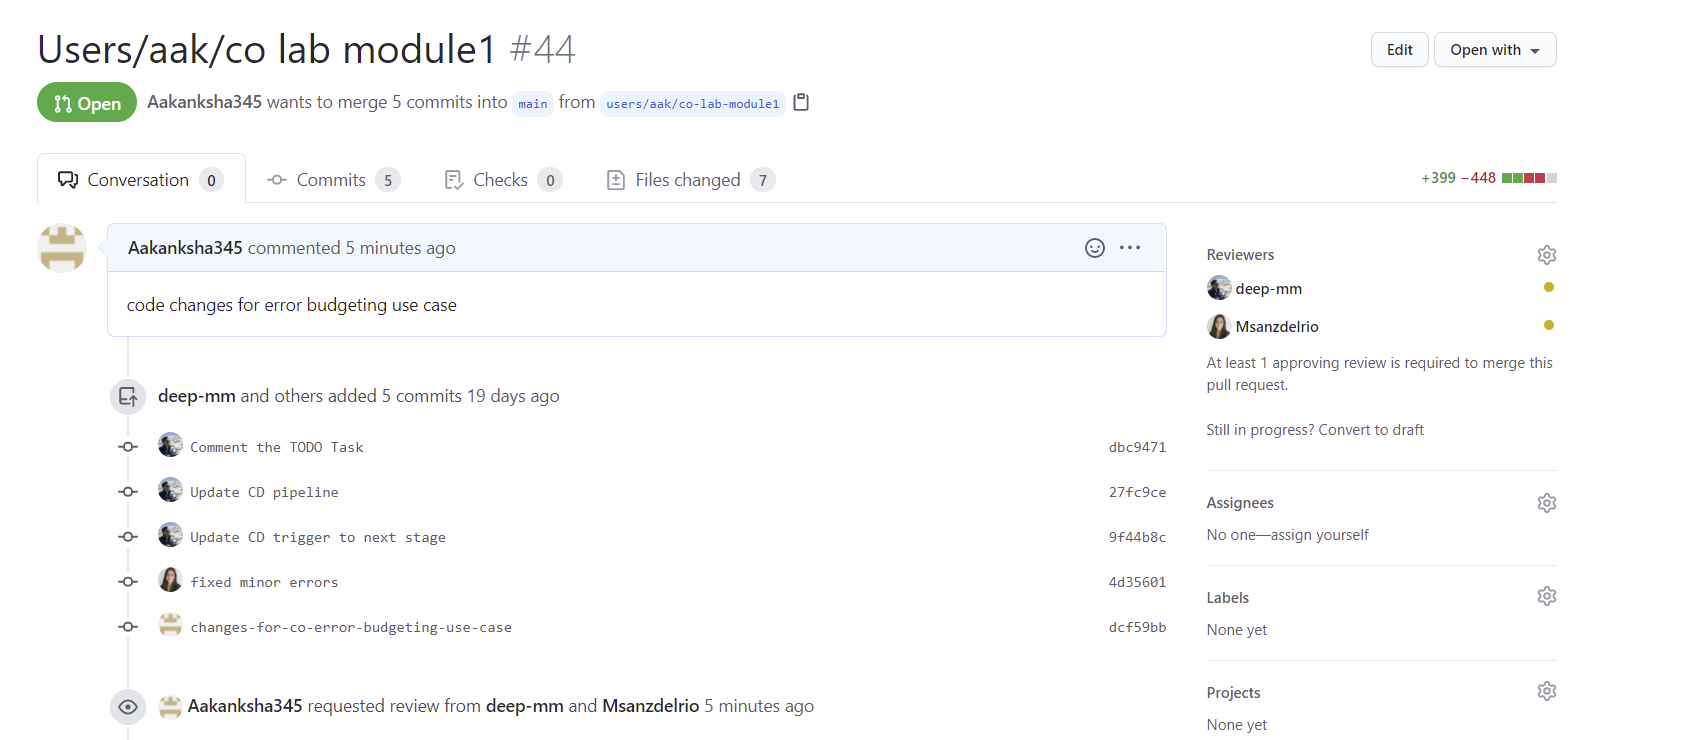 Users/aak/co lab module1 #44
Edit
Open with
Open
Aakanksha345 wants to merge 5 commits into main from users/aak/co-lab-module1
Conversation 0
Commits 5
Checks 0
Files changed 7
+399 −448
Aakanksha345 commented 5 minutes ago
code changes for error budgeting use case
deep-mm and others added 5 commits 19 days ago
Comment the TODO Task dbc9471
Update CD pipeline 27fc9ce
Update CD trigger to next stage 9f44b8c
fixed minor errors 4d35601
changes-for-co-error-budgeting-use-case dcf59bb
Aakanksha345 requested review from deep-mm and Msanzdelrio 5 minutes ago
Reviewers
deep-mm
Msanzdelrio
At least 1 approving review is required to merge this
pull request.
Still in progress? Convert to draft
Assignees
No one—assign yourself
Labels
None yet
Projects
None yet